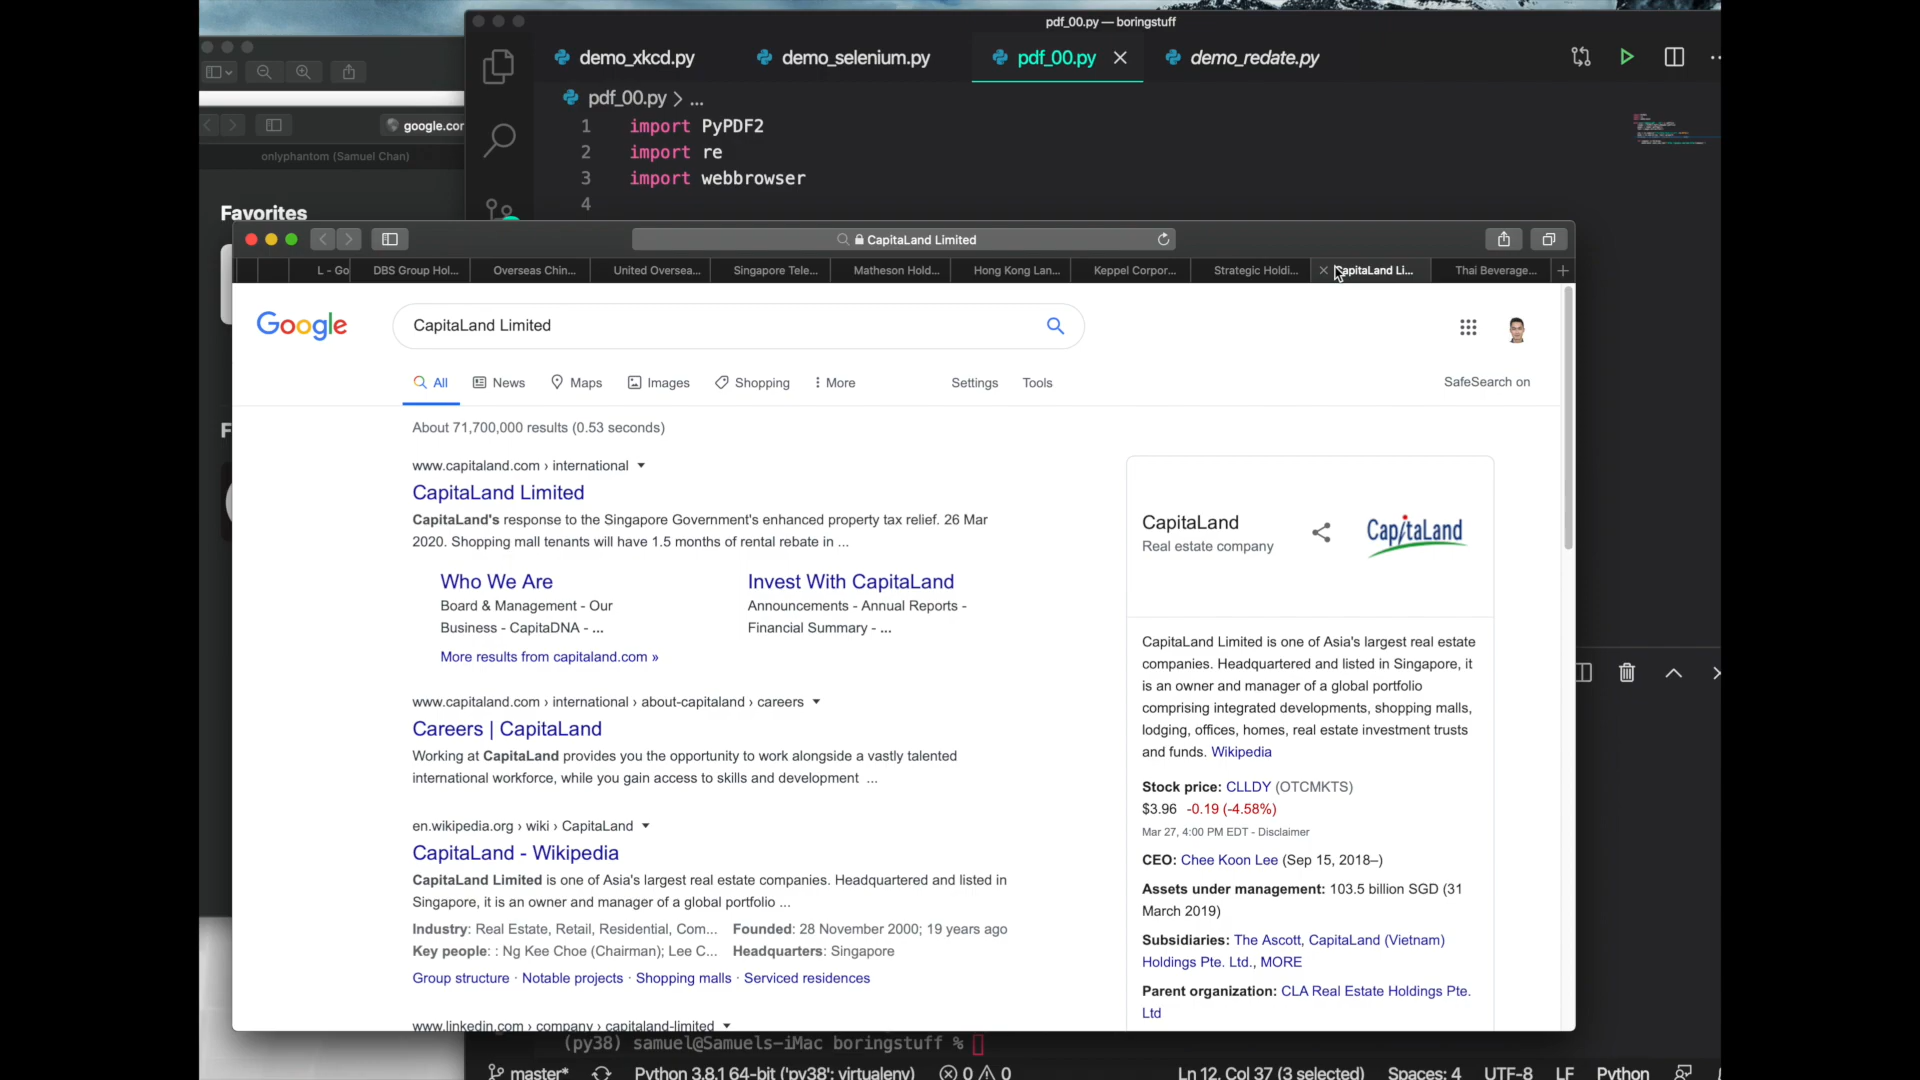 pdf_00.py — boringstuff
demo_xkcd.py
demo_selenium.py
pdf_00.py
demo_redate.py
pdf_00.py > ...
1 import PyPDF2
2 import re
3 import webbrowser
4
google.cor
onlyphantom (Samuel Chan)
Favorites
F
CapitaLand Limited
L - Go
DBS Group Hol...
Overseas Chin...
United Oversea...
Singapore Tele...
Matheson Hold...
Hong Kong Lan...
Keppel Corpor...
Strategic Holdi...
apitaLand Li...
Thai Beverage...
Google
CapitaLand Limited
All
News
Maps
Images
Shopping
More
Settings
Tools
SafeSearch on
About 71,700,000 results (0.53 seconds)
www.capitaland.com › international
CapitaLand Limited
CapitaLand's response to the Singapore Government's enhanced property tax relief. 26 Mar
2020. Shopping mall tenants will have 1.5 months of rental rebate in ...
Who We Are
Board & Management - Our
Business - CapitaDNA - ...
Invest With CapitaLand
Announcements - Annual Reports -
Financial Summary - ...
More results from capitaland.com »
www.capitaland.com › international › about-capitaland › careers
Careers | CapitaLand
Working at CapitaLand provides you the opportunity to work alongside a vastly talented
international workforce, while you gain access to skills and development ...
en.wikipedia.org › wiki › CapitaLand
CapitaLand - Wikipedia
CapitaLand Limited is one of Asia's largest real estate companies. Headquartered and listed in
Singapore, it is an owner and manager of a global portfolio ...
Industry: Real Estate, Retail, Residential, Com... Founded: 28 November 2000; 19 years ago
Key people: : Ng Kee Choe (Chairman); Lee C... Headquarters: Singapore
Group structure · Notable projects · Shopping malls · Serviced residences
www.linkedin.com › company › capitaland-limited
CapitaLand
Real estate company
CapitaLand
CapitaLand Limited is one of Asia's largest real estate
companies. Headquartered and listed in Singapore, it
is an owner and manager of a global portfolio
comprising integrated developments, shopping malls,
lodging, offices, homes, real estate investment trusts
and funds. Wikipedia
Stock price: CLLDY (OTCMKTS)
$3.96 -0.19 (-4.58%)
Mar 27, 4:00 PM EDT - Disclaimer
CEO: Chee Koon Lee (Sep 15, 2018–)
Assets under management: 103.5 billion SGD (31
March 2019)
Subsidiaries: The Ascott, CapitaLand (Vietnam)
Holdings Pte. Ltd., MORE
Parent organization: CLA Real Estate Holdings Pte.
Ltd
(py38) samuel@Samuels-iMac boringstuff %
master* Python 3.8.1 64-bit ('py38': virtualenv) 0 0 Ln 12, Col 37 (3 selected) Spaces: 4 UTF-8 LF Python